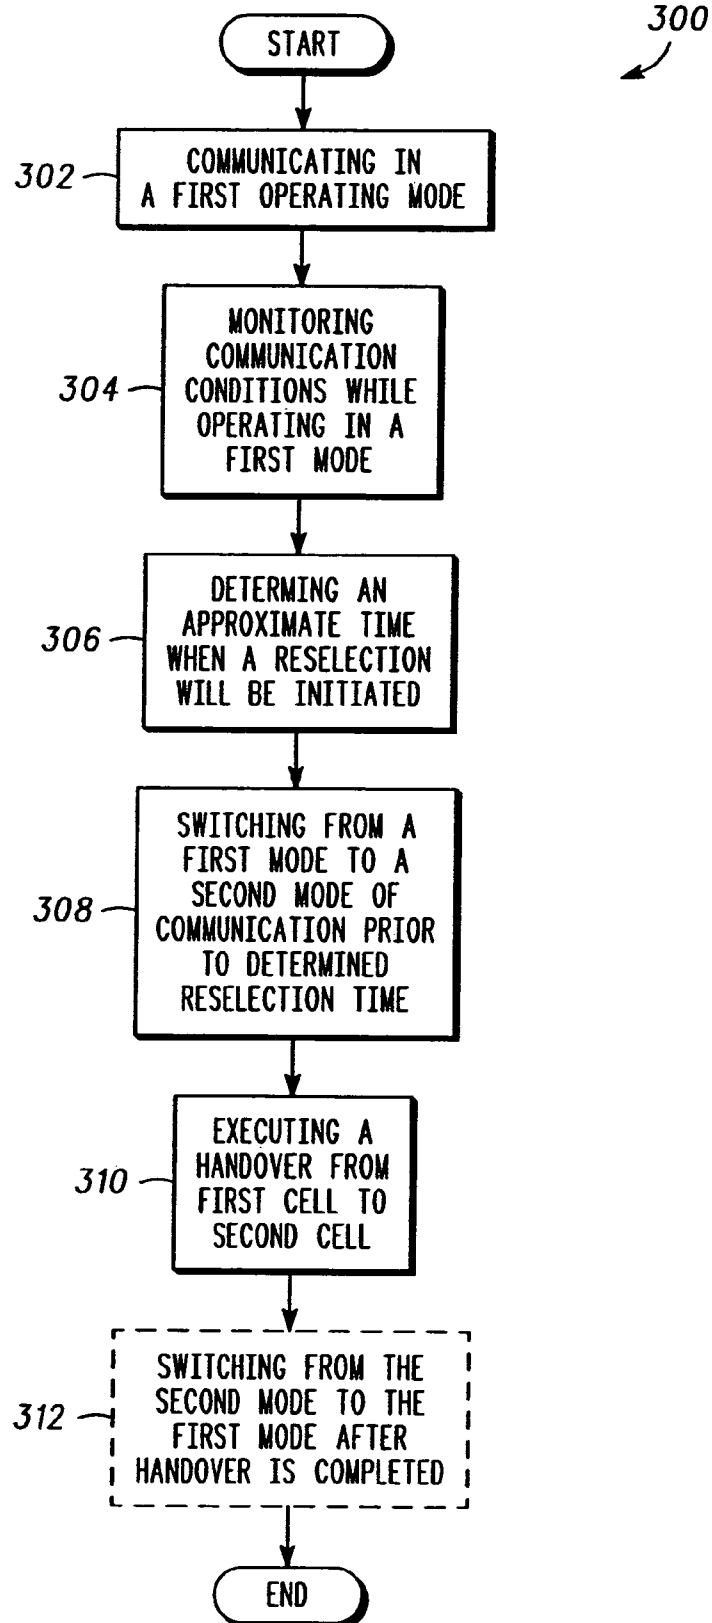 START
300
302
COMMUNICATING IN
A FIRST OPERATING MODE
304
MONITORING
COMMUNICATION
CONDITIONS WHILE
OPERATING IN A
FIRST MODE
306
DETERMING AN
APPROXIMATE TIME
WHEN A RESELECTION
WILL BE INITIATED
308
SWITCHING FROM A
FIRST MODE TO A
SECOND MODE OF
COMMUNICATION PRIOR
TO DETERMINED
RESELECTION TIME
310
EXECUTING A
HANDOVER FROM
FIRST CELL TO
SECOND CELL
312
SWITCHING FROM THE
SECOND MODE TO THE
FIRST MODE AFTER
HANDOVER IS COMPLETED
END